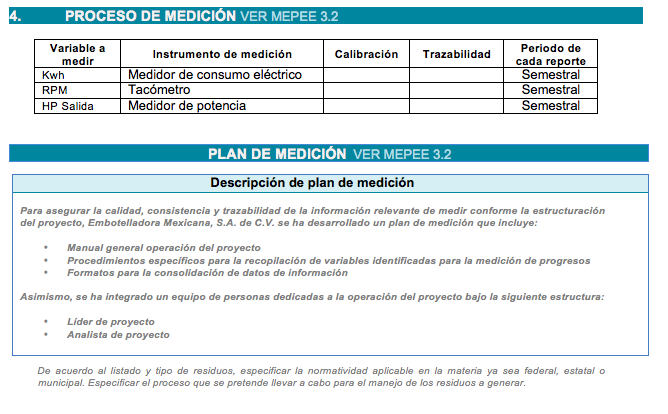 4. PROCESO DE MEDICIÓN VER MEPEE 3.2
Variable a medir Instrumento de medición Calibración Trazabilidad Periodo de cada reporte
Kwh Medidor de consumo eléctrico Semestral
RPM Tacómetro Semestral
HP Salida Medidor de potencia Semestral
PLAN DE MEDICIÓN VER MEPEE 3.2
Descripción de plan de medición
Para asegurar la calidad, consistencia y trazabilidad de la información relevante de medir conforme la estructuración
del proyecto, Embotelladora Mexicana, S.A. de C.V. se ha desarrollado un plan de medición que incluye:
• Manual general operación del proyecto
• Procedimientos específicos para la recopilación de variables identificadas para la medición de progresos
• Formatos para la consolidación de datos de información
Asimismo, se ha integrado un equipo de personas dedicadas a la operación del proyecto bajo la siguiente estructura:
• Líder de proyecto
• Analista de proyecto
De acuerdo al listado y tipo de residuos, especificar la normatividad aplicable en la materia ya sea federal, estatal o
municipal. Especificar el proceso que se pretende llevar a cabo para el manejo de los residuos a generar.